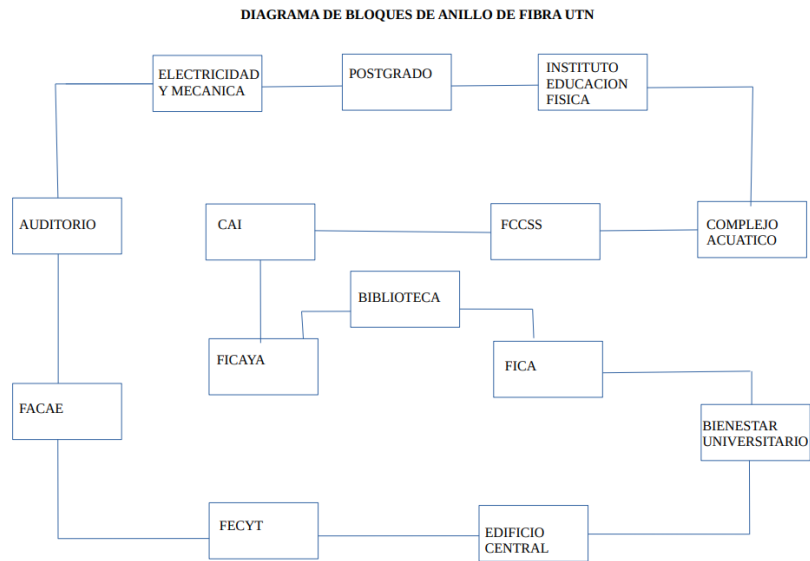 DIAGRAMA DE BLOQUES DE ANILLO DE FIBRA UTN
ELECTRICIDAD
Y MECANICA
POSTGRADO
INSTITUTO
EDUCACION
FISICA
AUDITORIO
CAI
FCCSS
COMPLEJO
ACUATICO
BIBLIOTECA
FICAYA
FICA
FACAE
BIENESTAR
UNIVERSITARIO
FECYT
EDIFICIO
CENTRAL